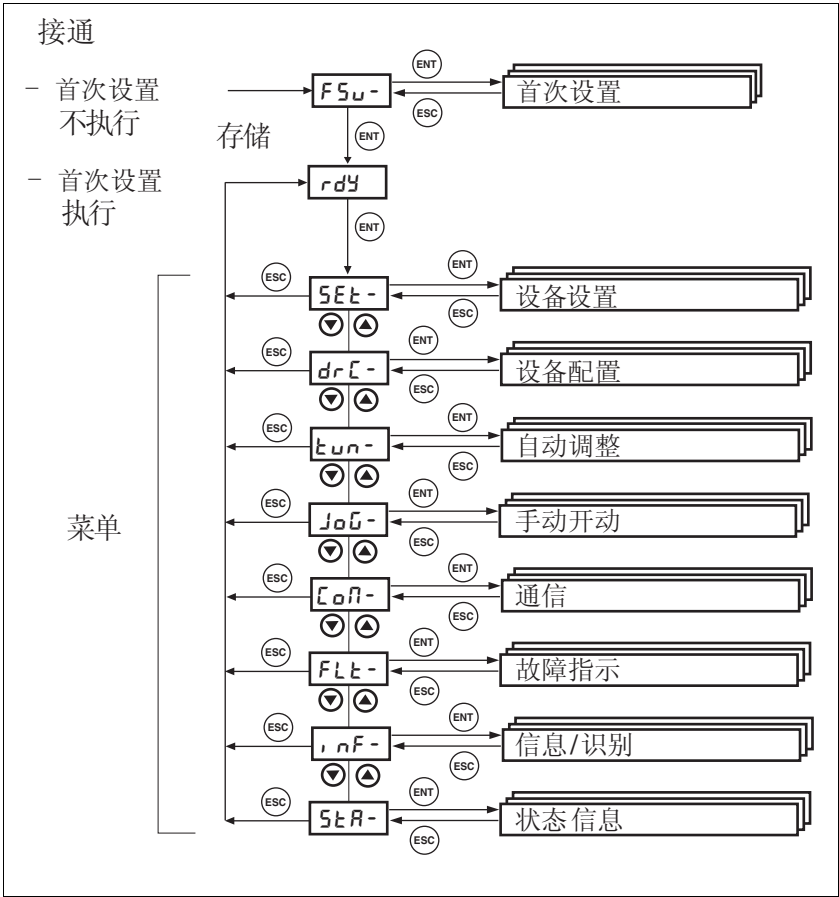 接通
- 首次设置
不执行
ENT
FSu-
首次设置
ESC
存储
ENT
- 首次设置
执行
rdy
ENT
菜单
ESC
SEt-
ENT
设备设置
ESC
ESC
drC-
ENT
设备配置
ESC
ESC
tun-
ENT
自动调整
ESC
ESC
JoG-
ENT
手动开动
ESC
ESC
CoM-
ENT
通信
ESC
ESC
FLt-
ENT
故障指示
ESC
ESC
inF-
ENT
信息/识别
ESC
ESC
StA-
ENT
状态信息
ESC